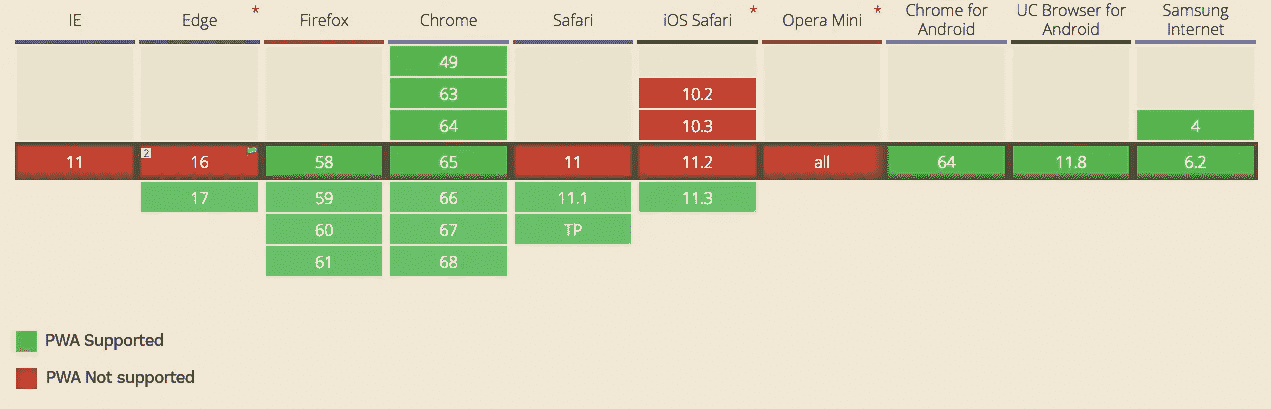 IE Edge * Firefox Chrome Safari iOS Safari * Opera Mini * Chrome for Android UC Browser for Android Samsung Internet
49
63 10.2
64 10.3 4
11 2 16 58 65 11 11.2 all 64 11.8 6.2
17 59 66 11.1 11.3
60 67 TP
61 68
PWA Supported
PWA Not supported